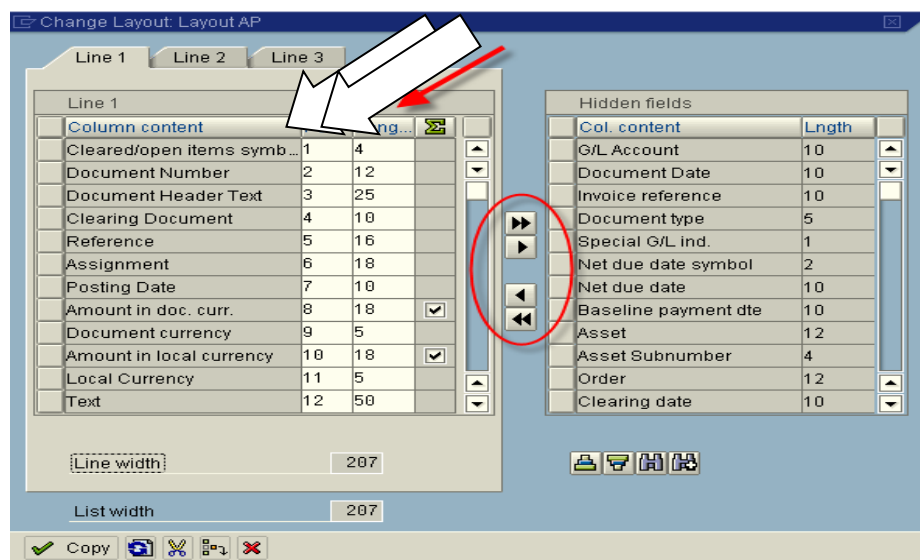 Change Layout: Layout AP
Line 1 Line 2 Line 3
Line 1
Column content
Cleared/open items symb... 1 4
Document Number 2 12
Document Header Text 3 25
Clearing Document 4 10
Reference 5 16
Assignment 6 18
Posting Date 7 10
Amount in doc. curr. 8 18
Document currency 9 5
Amount in local currency 10 18
Local Currency 11 5
Text 12 50
Line width 207
List width 207
Hidden fields
Col. content Lngth
G/L Account 10
Document Date 10
Invoice reference 10
Document type 5
Special G/L ind. 1
Net due date symbol 2
Net due date 10
Baseline payment dte 10
Asset 12
Asset Subnumber 4
Order 12
Clearing date 10
Copy